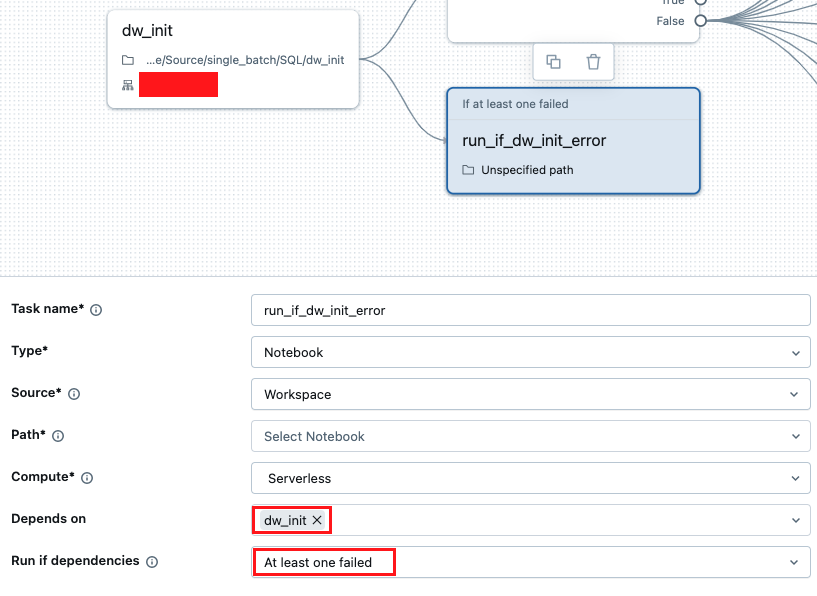 True
False
dw_init
...e/Source/single_batch/SQL/dw_init
If at least one failed
run_if_dw_init_error
Unspecified path
Task name*
run_if_dw_init_error
Type*
Notebook
Source*
Workspace
Path*
Select Notebook
Compute*
Serverless
Depends on
dw_init
Run if dependencies
At least one failed